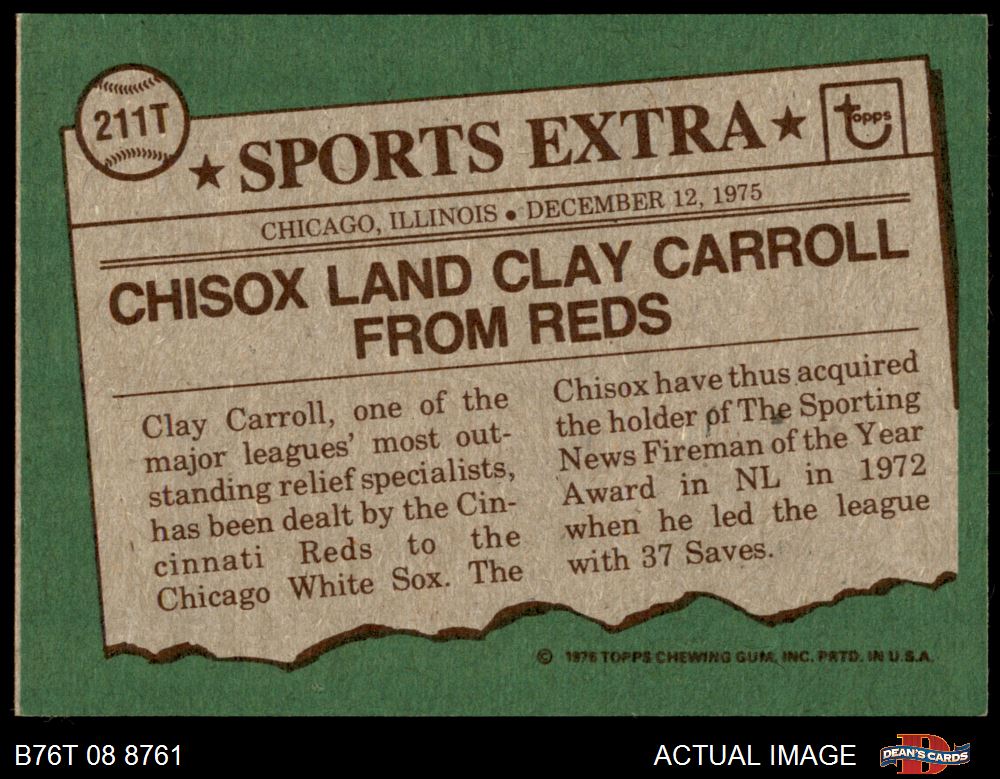 211T
★ SPORTS EXTRA ★
topps
CHICAGO, ILLINOIS • DECEMBER 12, 1975
CHISOX LAND CLAY CARROLL
FROM REDS
Clay Carroll, one of the
major leagues' most out-
standing relief specialists,
has been dealt by the Cin-
cinnati Reds to the
Chicago White Sox. The
Chisox have thus acquired
the holder of The Sporting
News Fireman of the Year
Award in NL in 1972
when he led the league
with 37 Saves.
© 1976 TOPPS CHEWING GUM, INC. PRTD. IN U.S.A.
B76T 08 8761
ACTUAL IMAGE
DEAN'S CARDS